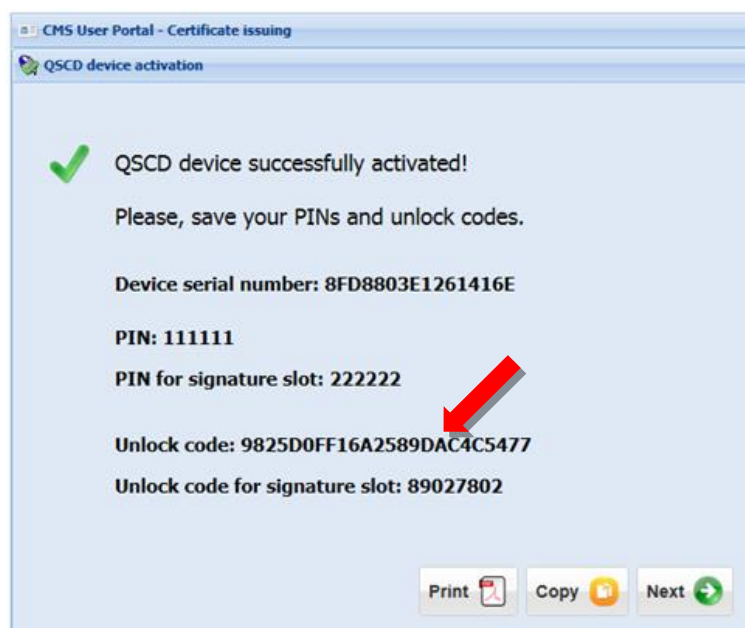 CMS User Portal - Certificate issuing
QSCD device activation
QSCD device successfully activated!
Please, save your PINs and unlock codes.
Device serial number: 8FD8803E1261416E
PIN: 111111
PIN for signature slot: 222222
Unlock code: 9825D0FF16A2589DAC4C5477
Unlock code for signature slot: 89027802
Print Copy Next